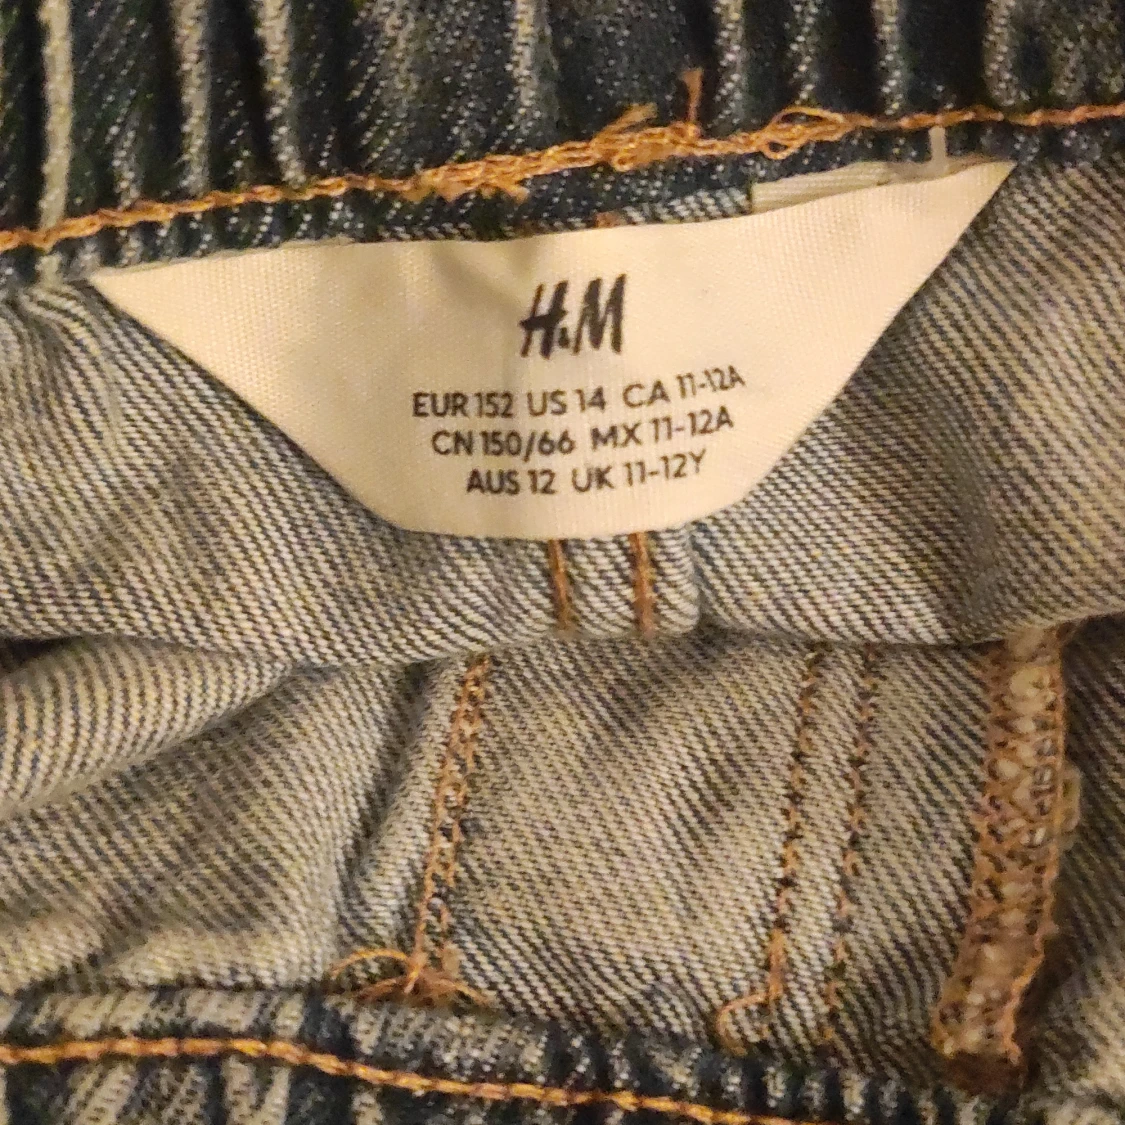 H&M
EUR 152 US 14 CA 11-12A
CN 150/66 MX 11-12A
AUS 12 UK 11-12Y